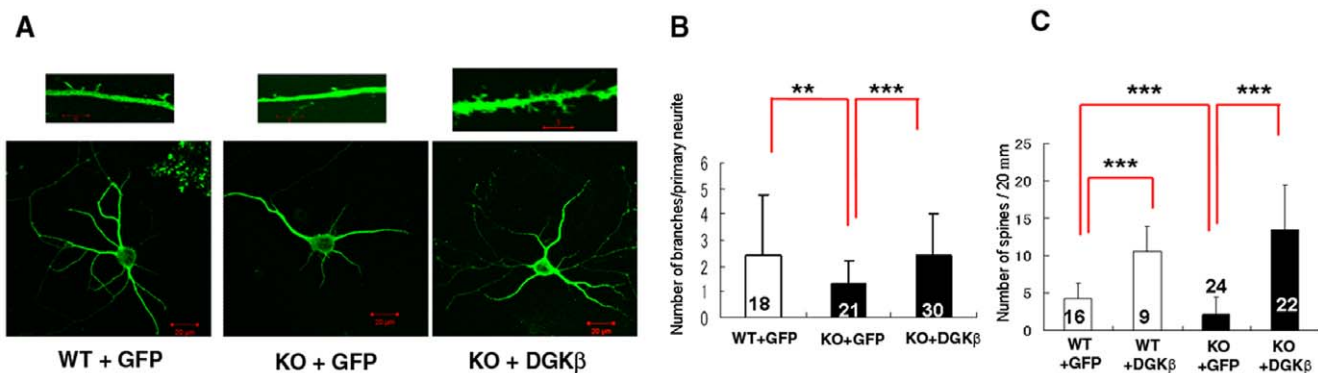 A
20 µm
20 µm
20 µm
WT + GFP
KO + GFP
KO + DGKβ
B
**
***
Number of branches/primary neurite
6
5
4
3
2
1
0
18
21
30
WT+GFP
KO+GFP
KO+DGKβ
C
***
***
***
Number of spines / 20 mm
25
20
15
10
5
0
16
9
24
22
WT
+GFP
WT
+DGKβ
KO
+GFP
KO
+DGKβ